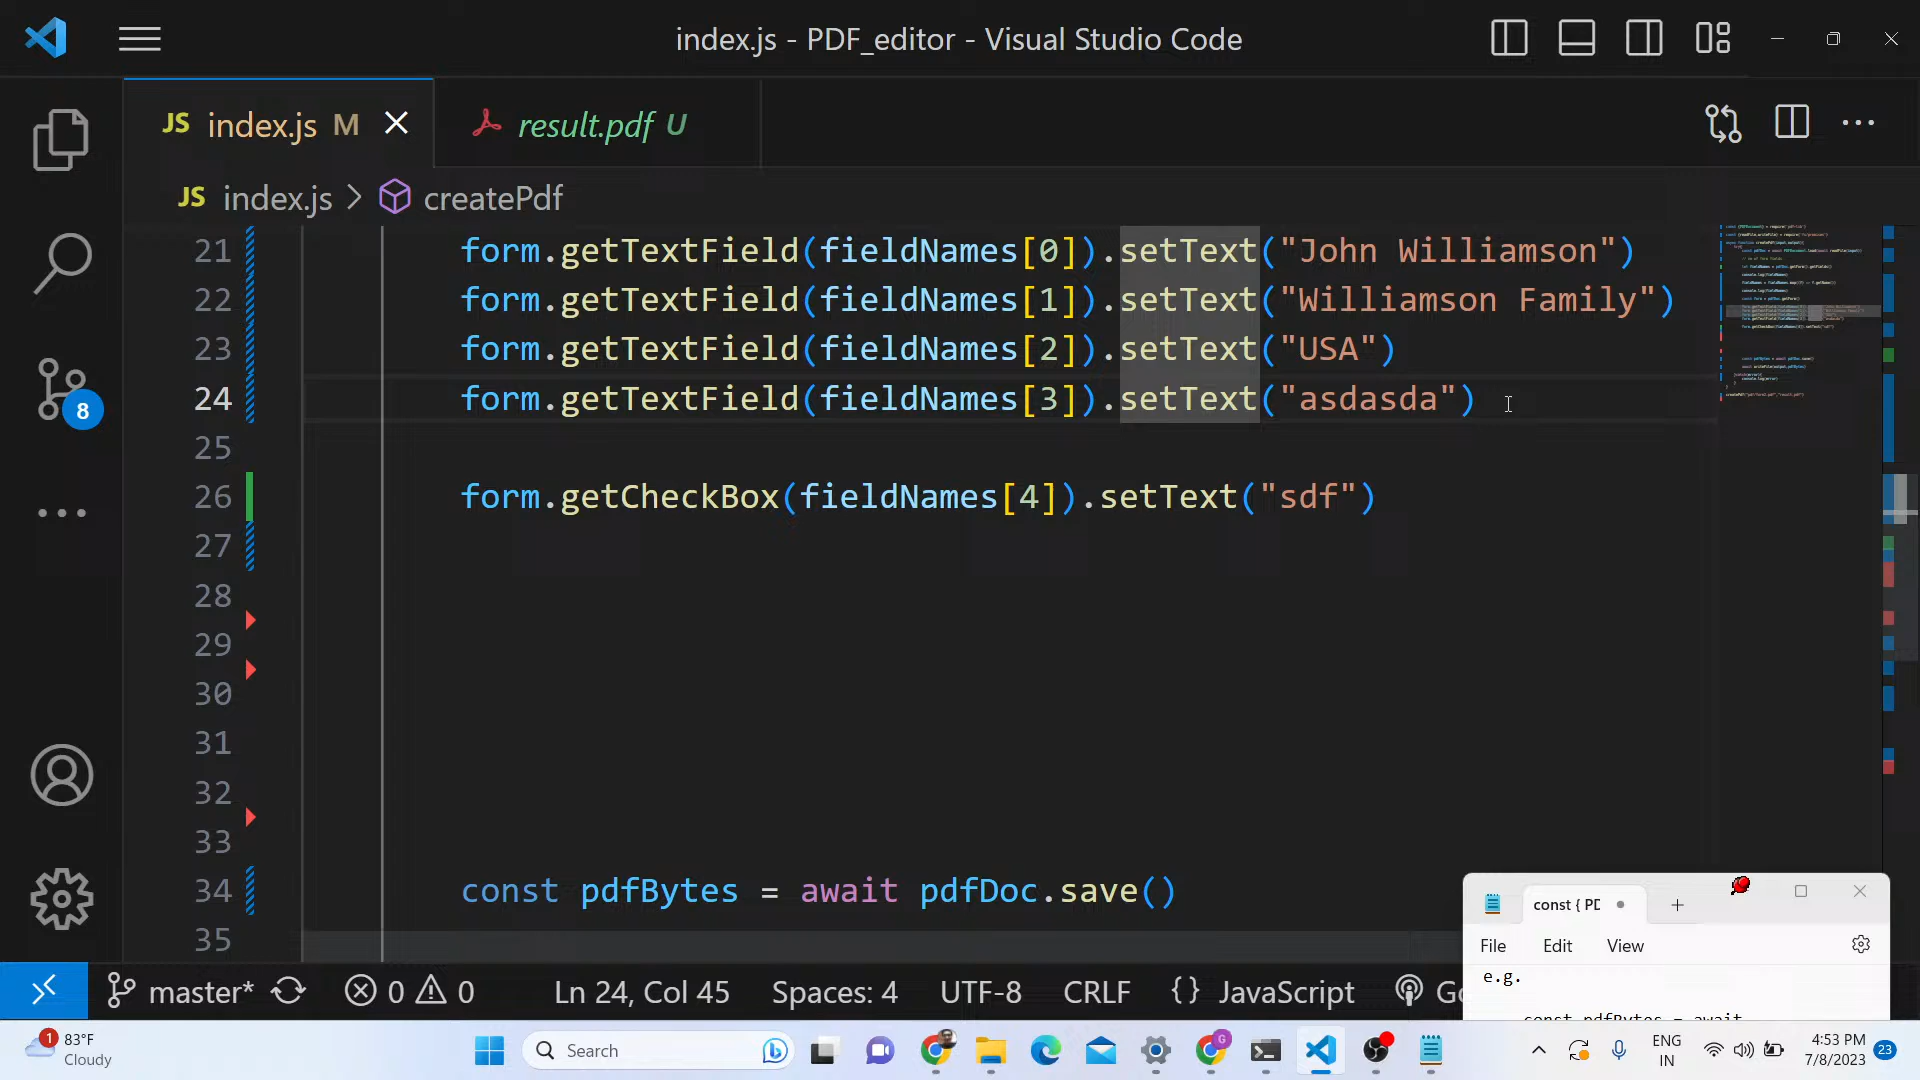 index.js - PDF_editor - Visual Studio Code
JS index.js M
result.pdf U
JS index.js > createPdf
21 form.getTextField(fieldNames[0]).setText("John Williamson")
22 form.getTextField(fieldNames[1]).setText("Williamson Family")
23 form.getTextField(fieldNames[2]).setText("USA")
24 form.getTextField(fieldNames[3]).setText("asdasda")
25
26 form.getCheckBox(fieldNames[4]).setText("sdf")
27
28
29
30
31
32
33
34 const pdfBytes = await pdfDoc.save()
35
8
const { PD
File Edit View
e.g.
const pdfBytes = await
master* 0 0 Ln 24, Col 45 Spaces: 4 UTF-8 CRLF {} JavaScript Go
1 83°F
Cloudy
Search
G
ENG
IN
4:53 PM
7/8/2023
23